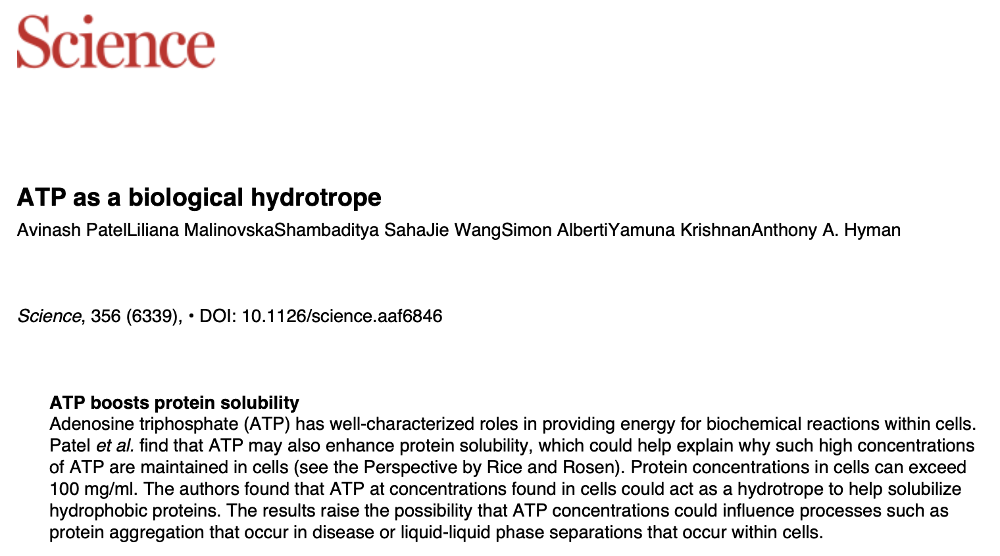 Science
ATP as a biological hydrotrope
Avinash PatelLiliana MalinovskaShambaditya SahaJie WangSimon AlbertiYamuna KrishnanAnthony A. Hyman
Science, 356 (6339), • DOI: 10.1126/science.aaf6846
ATP boosts protein solubility
Adenosine triphosphate (ATP) has well-characterized roles in providing energy for biochemical reactions within cells.
Patel et al. find that ATP may also enhance protein solubility, which could help explain why such high concentrations
of ATP are maintained in cells (see the Perspective by Rice and Rosen). Protein concentrations in cells can exceed
100 mg/ml. The authors found that ATP at concentrations found in cells could act as a hydrotrope to help solubilize
hydrophobic proteins. The results raise the possibility that ATP concentrations could influence processes such as
protein aggregation that occur in disease or liquid-liquid phase separations that occur within cells.